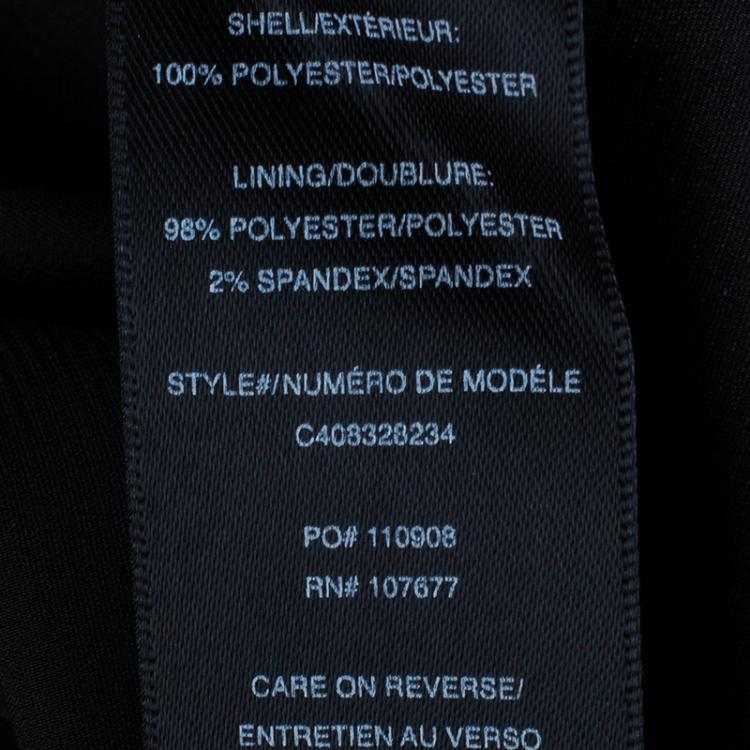 SHELL/EXTÉRIEUR:
100% POLYESTER/POLYESTER
LINING/DOUBLURE:
98% POLYESTER/POLYESTER
2% SPANDEX/SPANDEX
STYLE#/NUMÉRO DE MODÉLE
C408328234
PO# 110908
RN# 107677
CARE ON REVERSE/
ENTRETIEN AU VERSO